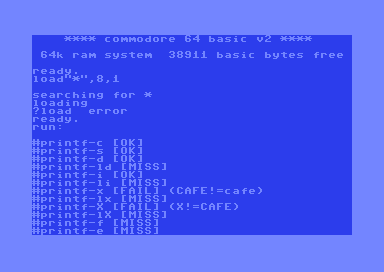 **** commodore 64 basic v2 ****
64k ram system  38911 basic bytes free
ready.
load"*",8,1
searching for *
loading
?load  error
ready.
run:
#printf-c [OK]
#printf-s [OK]
#printf-d [OK]
#printf-ld [MISS]
#printf-i [OK]
#printf-li [MISS]
#printf-x [FAIL] (CAFE!=cafe)
#printf-lx [MISS]
#printf-X [FAIL] (X!=CAFE)
#printf-lX [MISS]
#printf-f [MISS]
#printf-e [MISS]